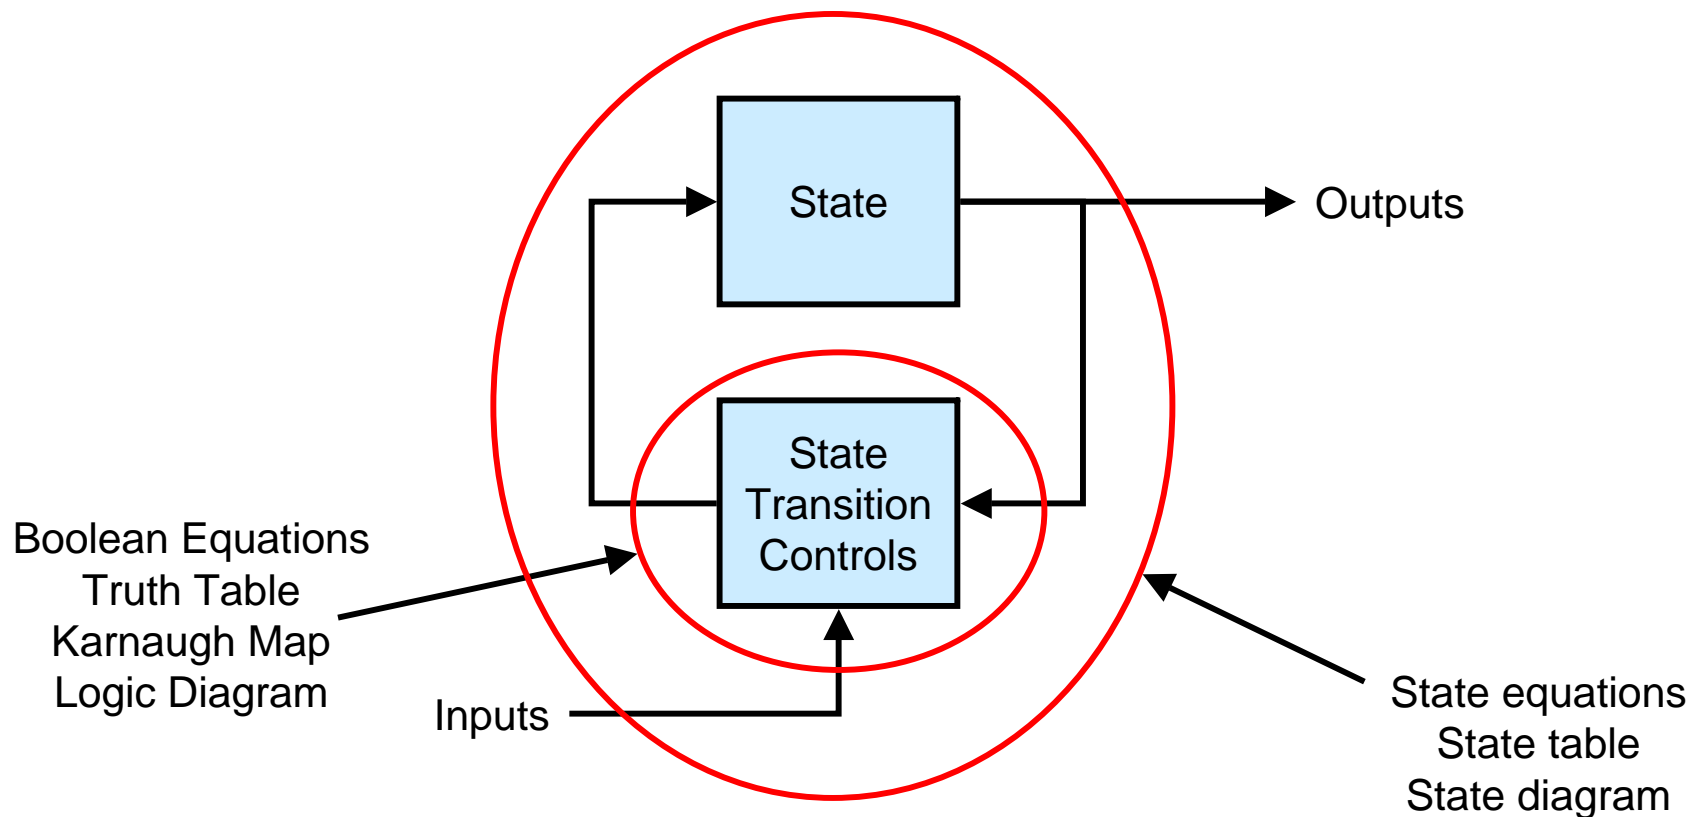 State
Outputs
State
Transition
Controls
Boolean Equations
Truth Table
Karnaugh Map
Logic Diagram
Inputs
State equations
State table
State diagram